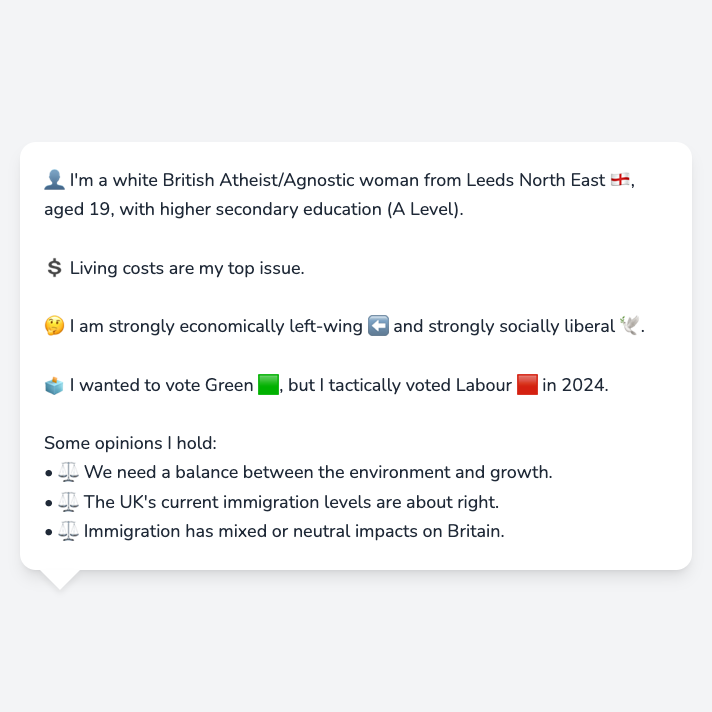 👤 I'm a white British Atheist/Agnostic woman from Leeds North East 🏴󠁧󠁢󠁥󠁮󠁧󠁿,
aged 19, with higher secondary education (A Level).
💲 Living costs are my top issue.
🤔 I am strongly economically left-wing ⬅️ and strongly socially liberal 🕊️.
🗳️ I wanted to vote Green 🟩, but I tactically voted Labour 🟥 in 2024.
Some opinions I hold:
• ⚖️ We need a balance between the environment and growth.
• ⚖️ The UK's current immigration levels are about right.
• ⚖️ Immigration has mixed or neutral impacts on Britain.